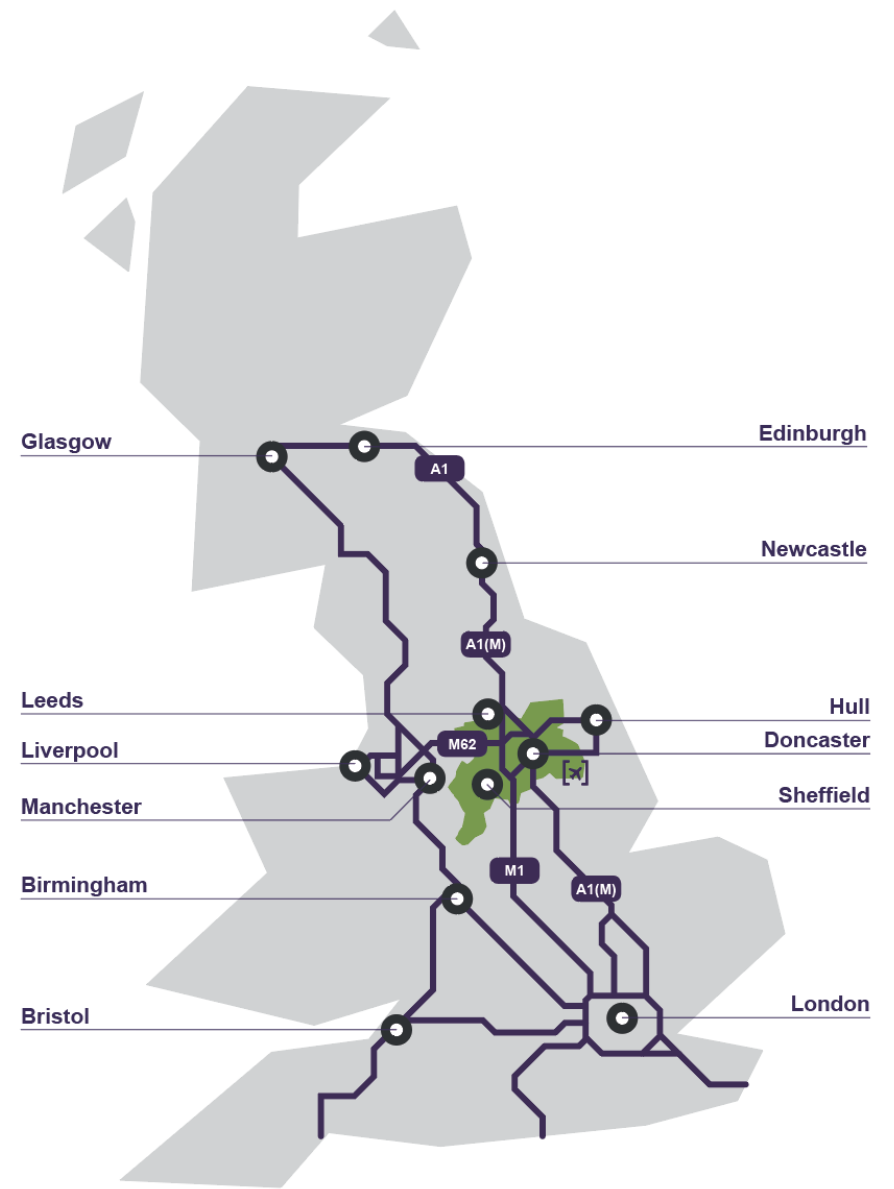 Glasgow
Edinburgh
A1
Newcastle
A1(M)
Leeds
Hull
Liverpool
M62
Doncaster
Manchester
Sheffield
Birmingham
M1
A1(M)
Bristol
London